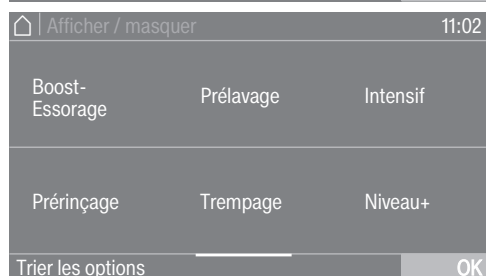 Afficher / masquer 11:02
Boost-
Essorage
Prélavage
Intensif
Prérinçage
Trempage
Niveau+
Trier les options OK